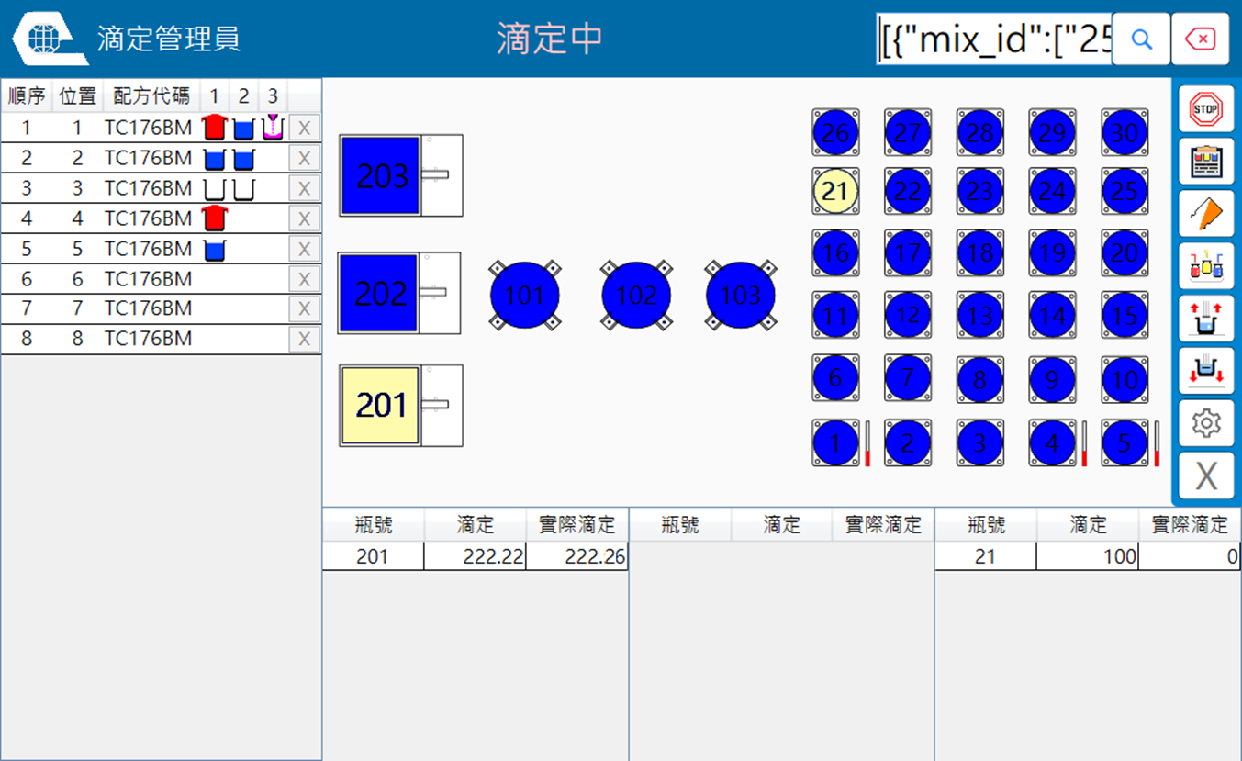 滴定管理員
滴定中
[{"mix_id":["25
順序 位置 配方代碼 1 2 3
1 1 TC176BM X
2 2 TC176BM X
3 3 TC176BM X
4 4 TC176BM X
5 5 TC176BM X
6 6 TC176BM X
7 7 TC176BM X
8 8 TC176BM X
203
202
201
101 102 103
26 27 28 29 30
21 22 23 24 25
16 17 18 19 20
11 12 13 14 15
6 7 8 9 10
1 2 3 4 5
STOP
X
瓶號 滴定 實際滴定
201 222.22 222.26
瓶號 滴定 實際滴定
瓶號 滴定 實際滴定
21 100 0